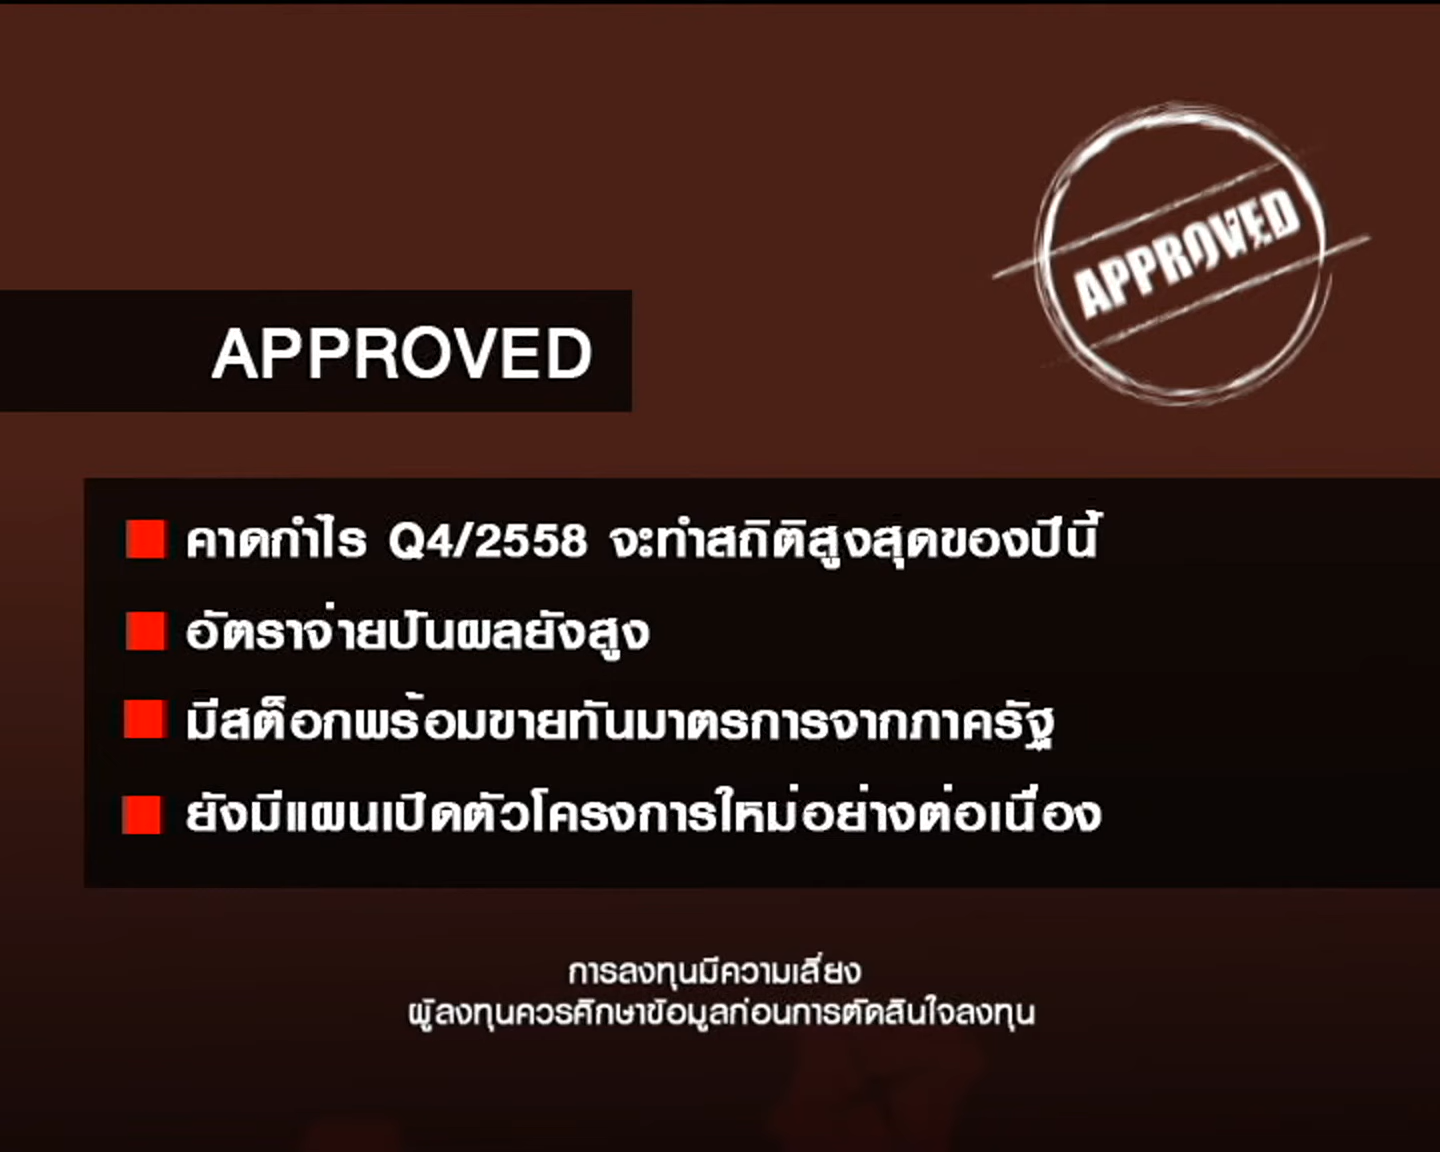 APPROVED
APPROVED
คาดกำไร Q4/2558 จะทำสถิติสูงสุดของปีนี้
อัตราจ่ายปันผลยังสูง
มีสต็อกพร้อมขายทันมาตรการจากภาครัฐ
ยังมีแผนเปิดตัวโครงการใหม่อย่างต่อเนื่อง
การลงทุนมีความเสี่ยง
ผู้ลงทุนควรศึกษาข้อมูลก่อนการตัดสินใจลงทุน